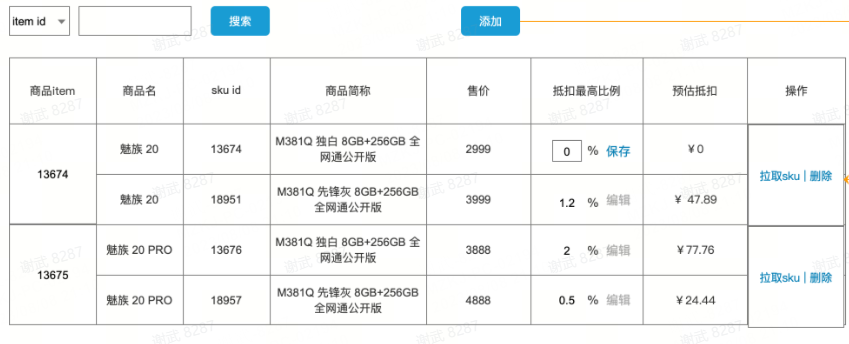 item id 搜索 添加
商品item 商品名 sku id 商品简称 售价 抵扣最高比例 预估抵扣 操作
13674
魅族 20 13674 M381Q 独白 8GB+256GB 全
网通公开版 2999 0 % 保存 ¥0
拉取sku | 删除
魅族 20 18951 M381Q 先锋灰 8GB+256GB
全网通公开版 3999 1.2 % 编辑 ¥ 47.89
13675
魅族 20 PRO 13676 M381Q 独白 8GB+256GB 全
网通公开版 3888 2 % 编辑 ¥77.76
拉取sku | 删除
魅族 20 PRO 18957 M381Q 先锋灰 8GB+256GB
全网通公开版 4888 0.5 % 编辑 ¥24.44
谢武 8287